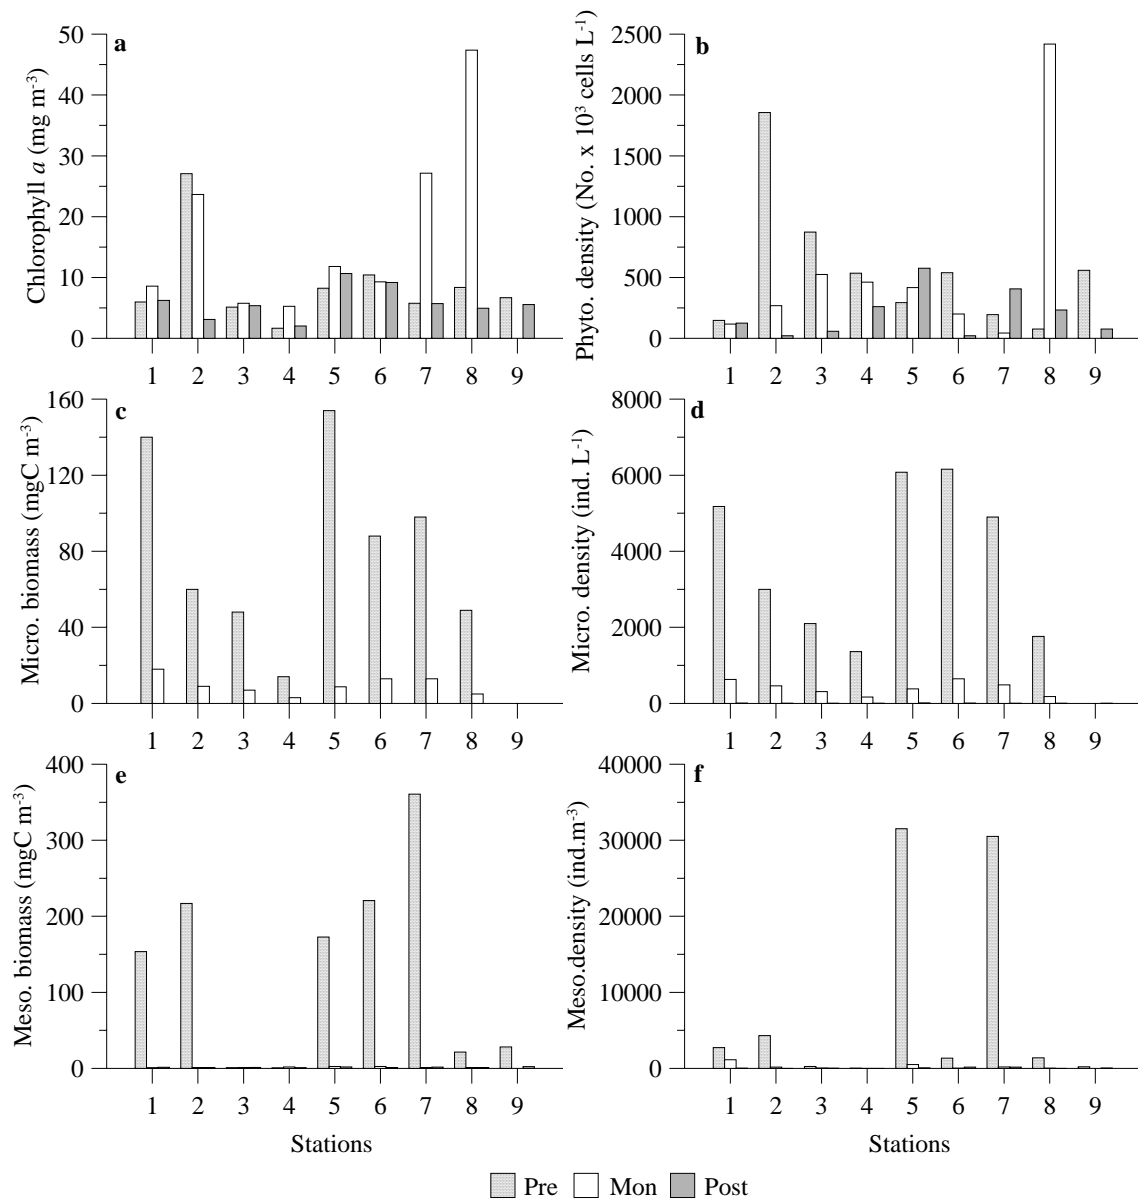 a
Chlorophyll a (mg m-3)
50
40
30
20
10
0
1 2 3 4 5 6 7 8 9
b
Phyto. density (No. x 10³ cells L-1)
2500
2000
1500
1000
500
0
1 2 3 4 5 6 7 8 9
c
Micro. biomass (mgC m-3)
160
120
80
40
0
1 2 3 4 5 6 7 8 9
d
Micro. density (ind. L-1)
8000
6000
4000
2000
0
1 2 3 4 5 6 7 8 9
e
Meso. biomass (mgC m-3)
400
300
200
100
0
1 2 3 4 5 6 7 8 9
Stations
f
Meso.density (ind.m-3)
40000
30000
20000
10000
0
1 2 3 4 5 6 7 8 9
Stations
Pre Mon Post